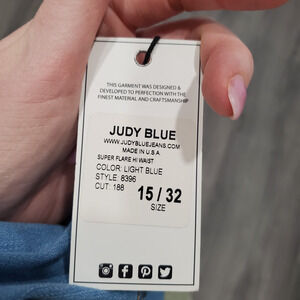 THIS GARMENT WAS DESIGNED &
DEVELOPED TO PERFECTION WITH THE
FINEST MATERIAL AND CRAFTSMANSHIP
JUDY BLUE
WWW.JUDYBLUEJEANS.COM
MADE IN U S A
SUPER FLARE HI WAIST
COLOR: LIGHT BLUE
STYLE: 8396
CUT: 188
15 / 32
SIZE